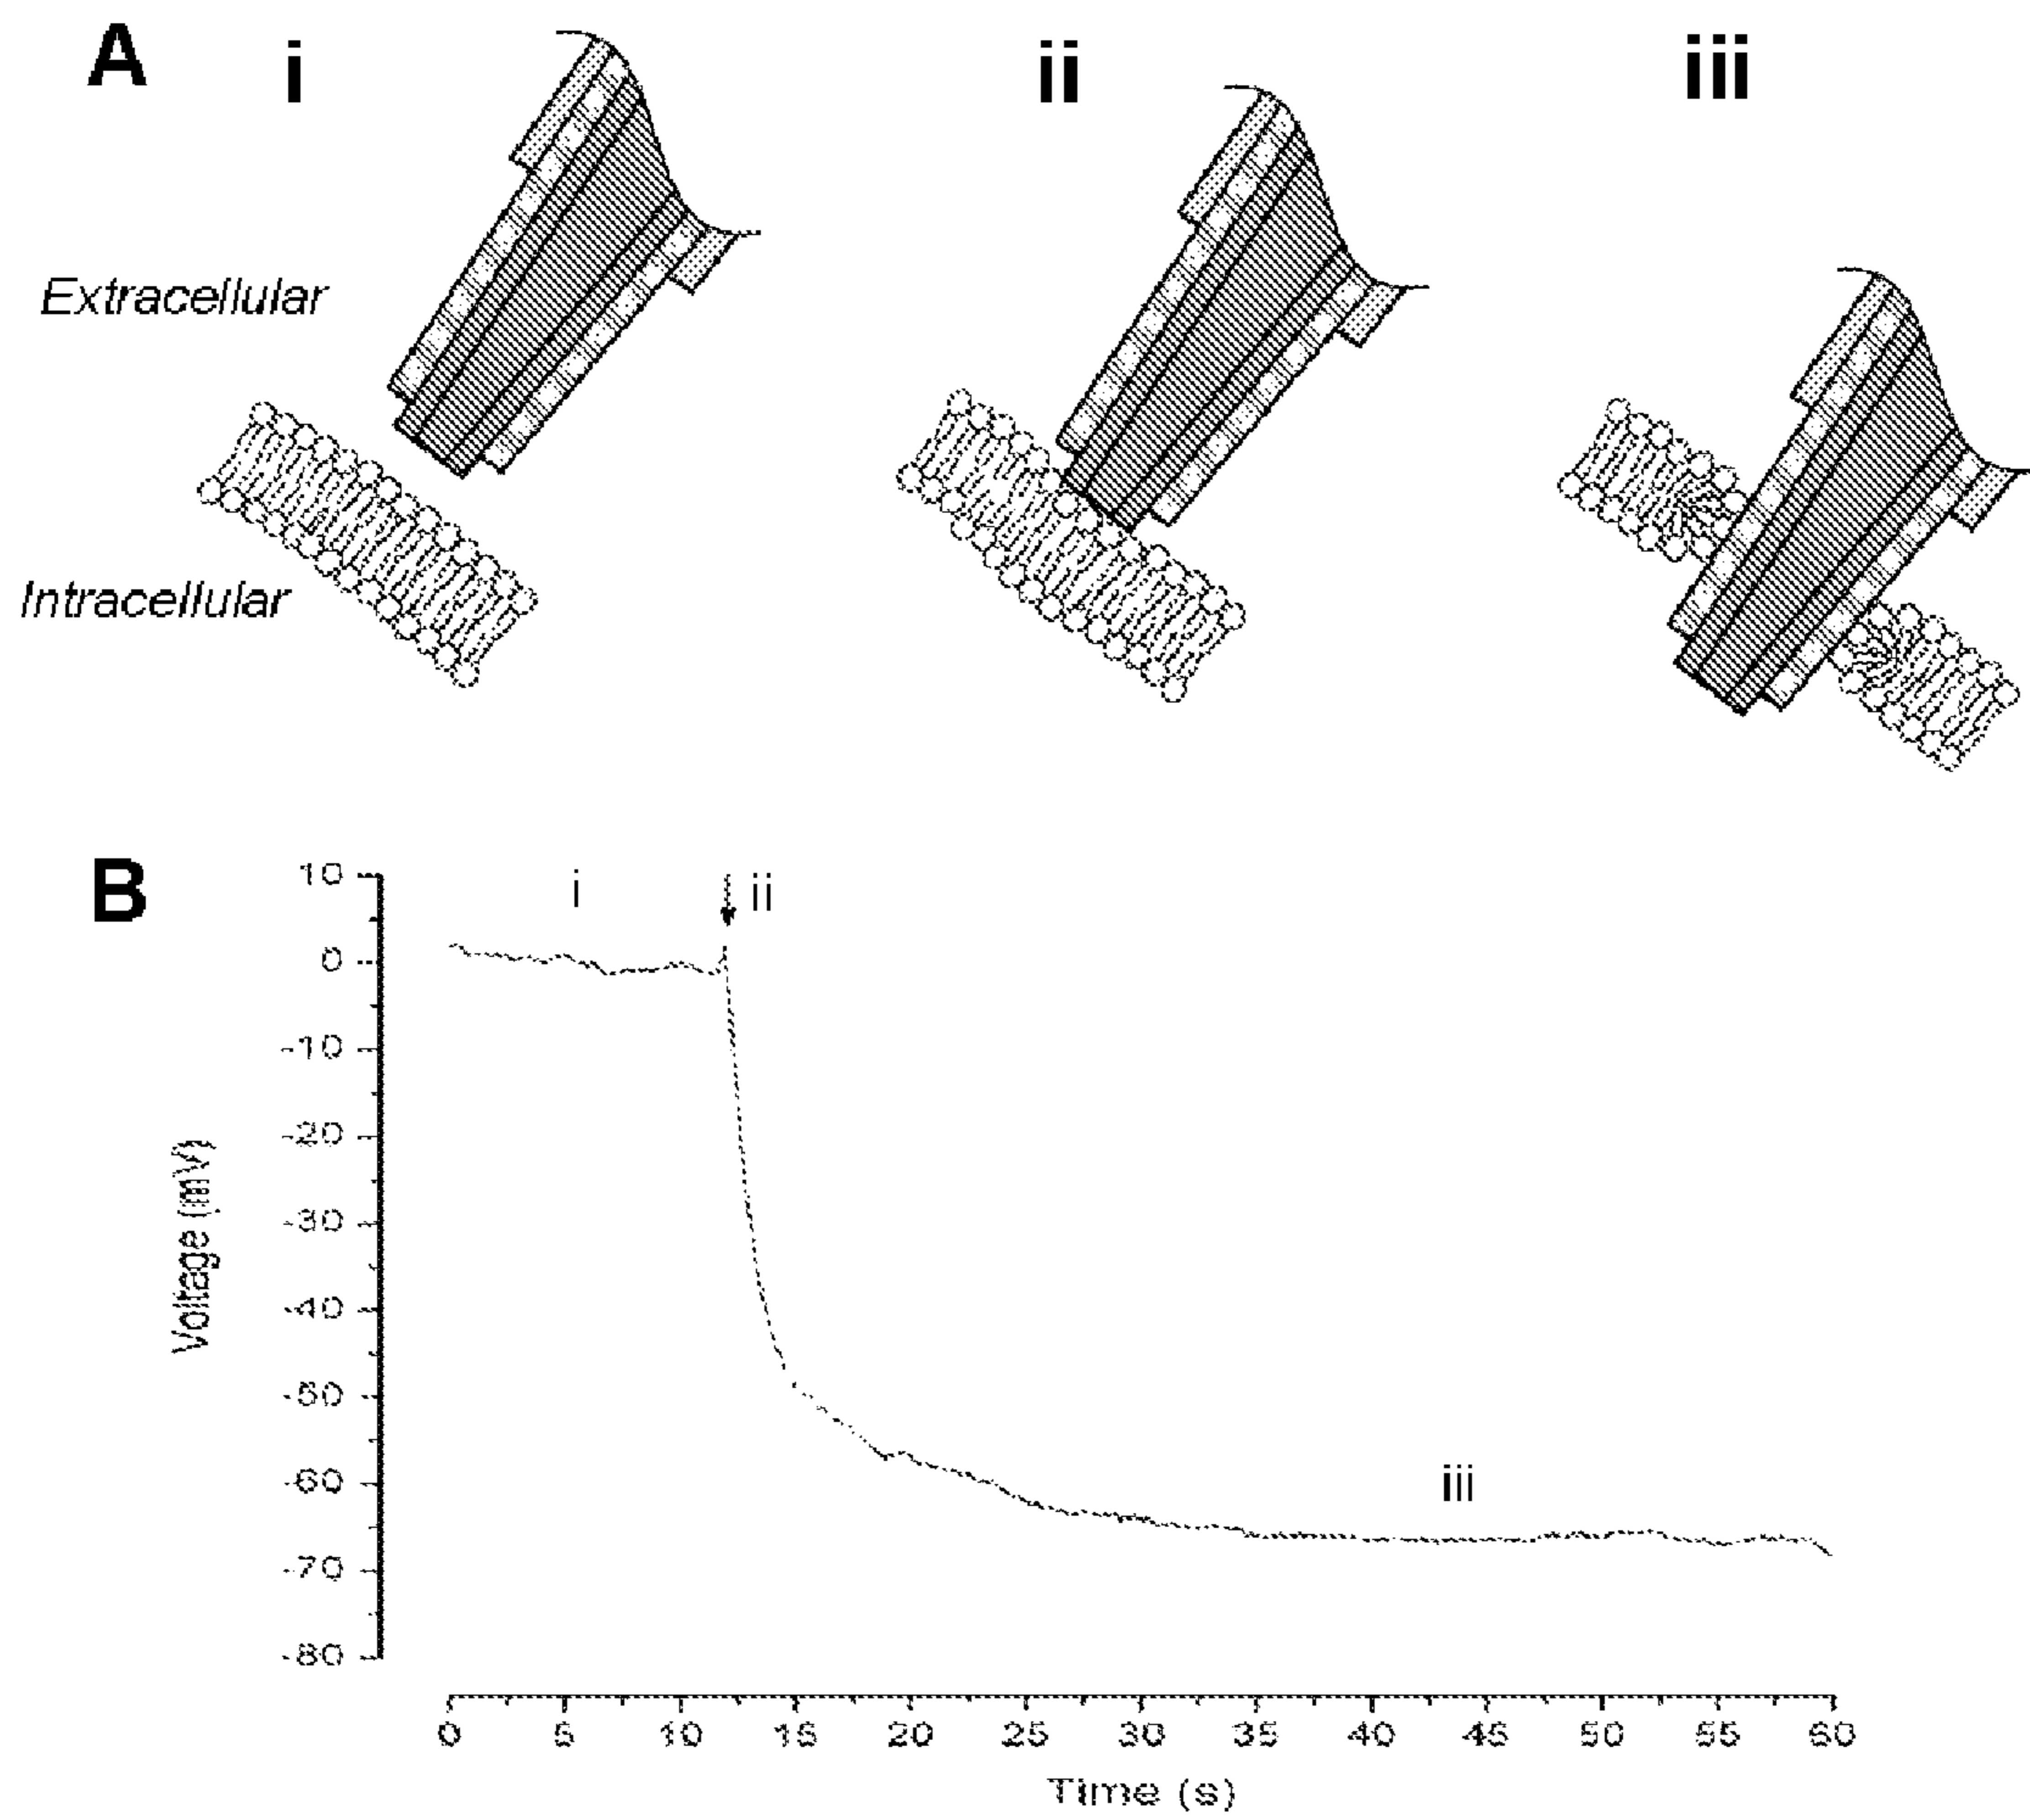 A
i
ii
iii
Extracellular
Intracellular
B
10
0
-10
-20
-30
-40
-50
-60
-70
-80
Voltage (mV)
i
ii
iii
0 5 10 15 20 25 30 35 40 45 50 55 60
Time (s)